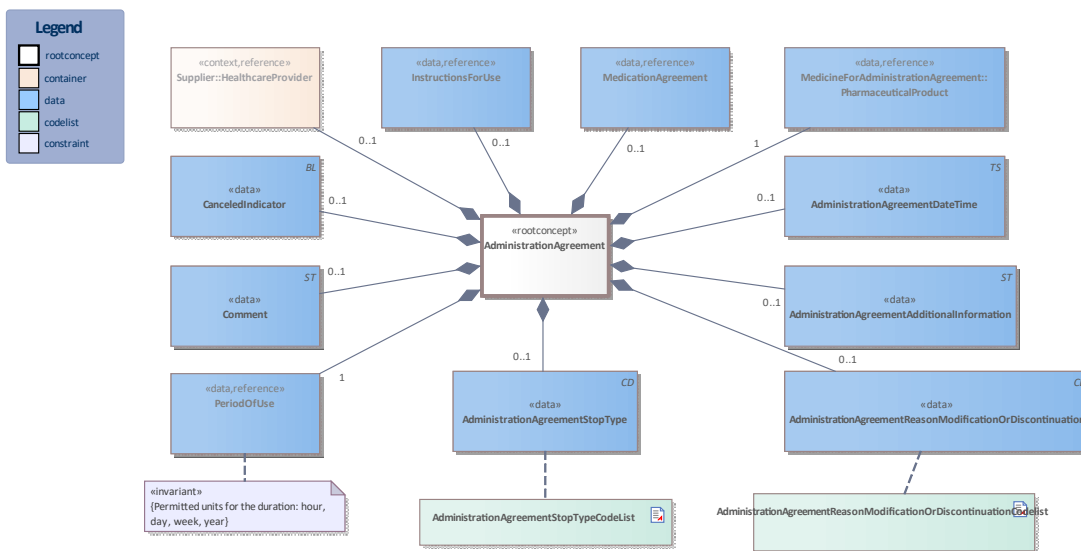 Legend
rootconcept
container
data
codelist
constraint
«context,reference»
Supplier::HealthcareProvider
«data,reference»
InstructionsForUse
«data,reference»
MedicationAgreement
«data,reference»
MedicineForAdministrationAgreement::
PharmaceuticalProduct
0..1
0..1
0..1
1
BL
«data»
CanceledIndicator
0..1
TS
«data»
AdministrationAgreementDateTime
0..1
«rootconcept»
AdministrationAgreement
ST
«data»
Comment
0..1
ST
«data»
AdministrationAgreementAdditionalInformation
0..1
«data,reference»
PeriodOfUse
1
0..1
CD
«data»
AdministrationAgreementStopType
0..1
«data»
AdministrationAgreementReasonModificationOrDiscontinuation
«invariant»
{Permitted units for the duration: hour,
day, week, year}
AdministrationAgreementStopTypeCodeList
AdministrationAgreementReasonModificationOrDiscontinuationCodelist